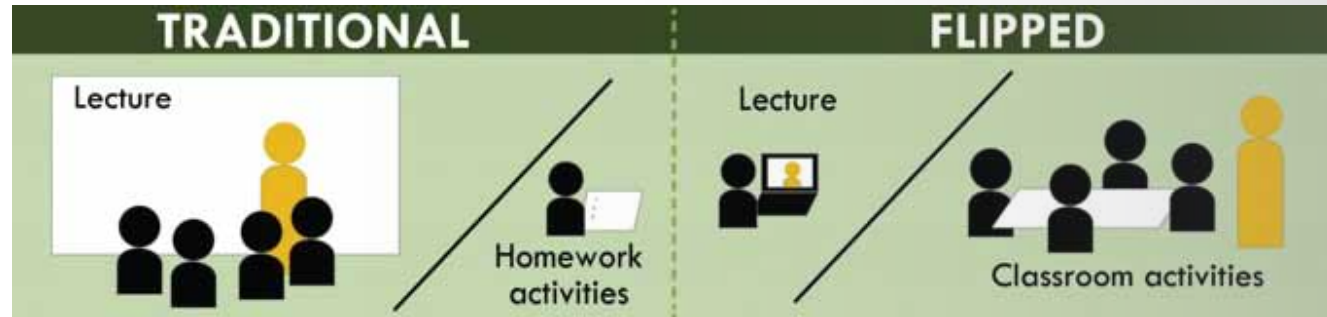 TRADITIONAL
Lecture
Homework
activities
FLIPPED
Lecture
Classroom activities